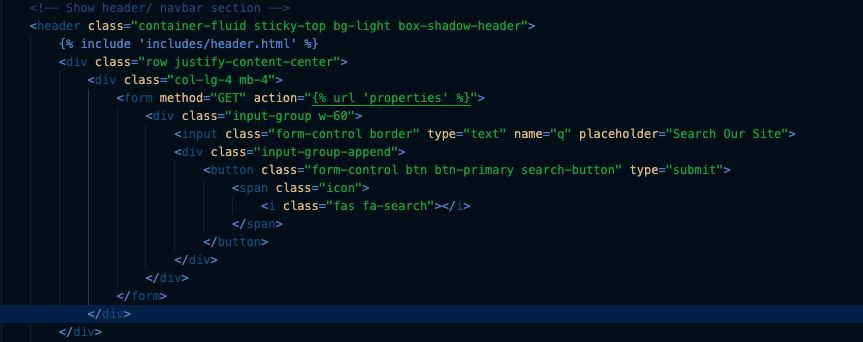 <!-- Show header/ navbar section -->
<header class="container-fluid sticky-top bg-light box-shadow-header">
{% include 'includes/header.html' %}
<div class="row justify-content-center">
<div class="col-lg-4 mb-4">
<form method="GET" action="{% url 'properties' %}">
<div class="input-group w-60">
<input class="form-control border" type="text" name="q" placeholder="Search Our Site">
<div class="input-group-append">
<button class="form-control btn btn-primary search-button" type="submit">
<span class="icon">
<i class="fas fa-search"></i>
</span>
</button>
</div>
</div>
</form>
</div>
</div>